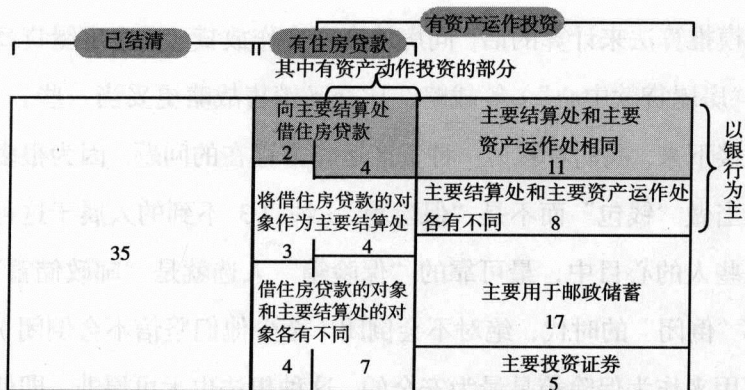 有资产运作投资
已结清
有住房贷款
其中有资产动作投资的部分
向主要结算处
借住房贷款
2
4
主要结算处和主要
资产运作处相同
11
以银行为主
将借住房贷款的对
象作为主要结算处
3
4
主要结算处和主要资产运作处
各有不同
8
35
借住房贷款的对象
和主要结算处的对
象各有不同
4
7
主要用于邮政储蓄
17
主要投资证券
5